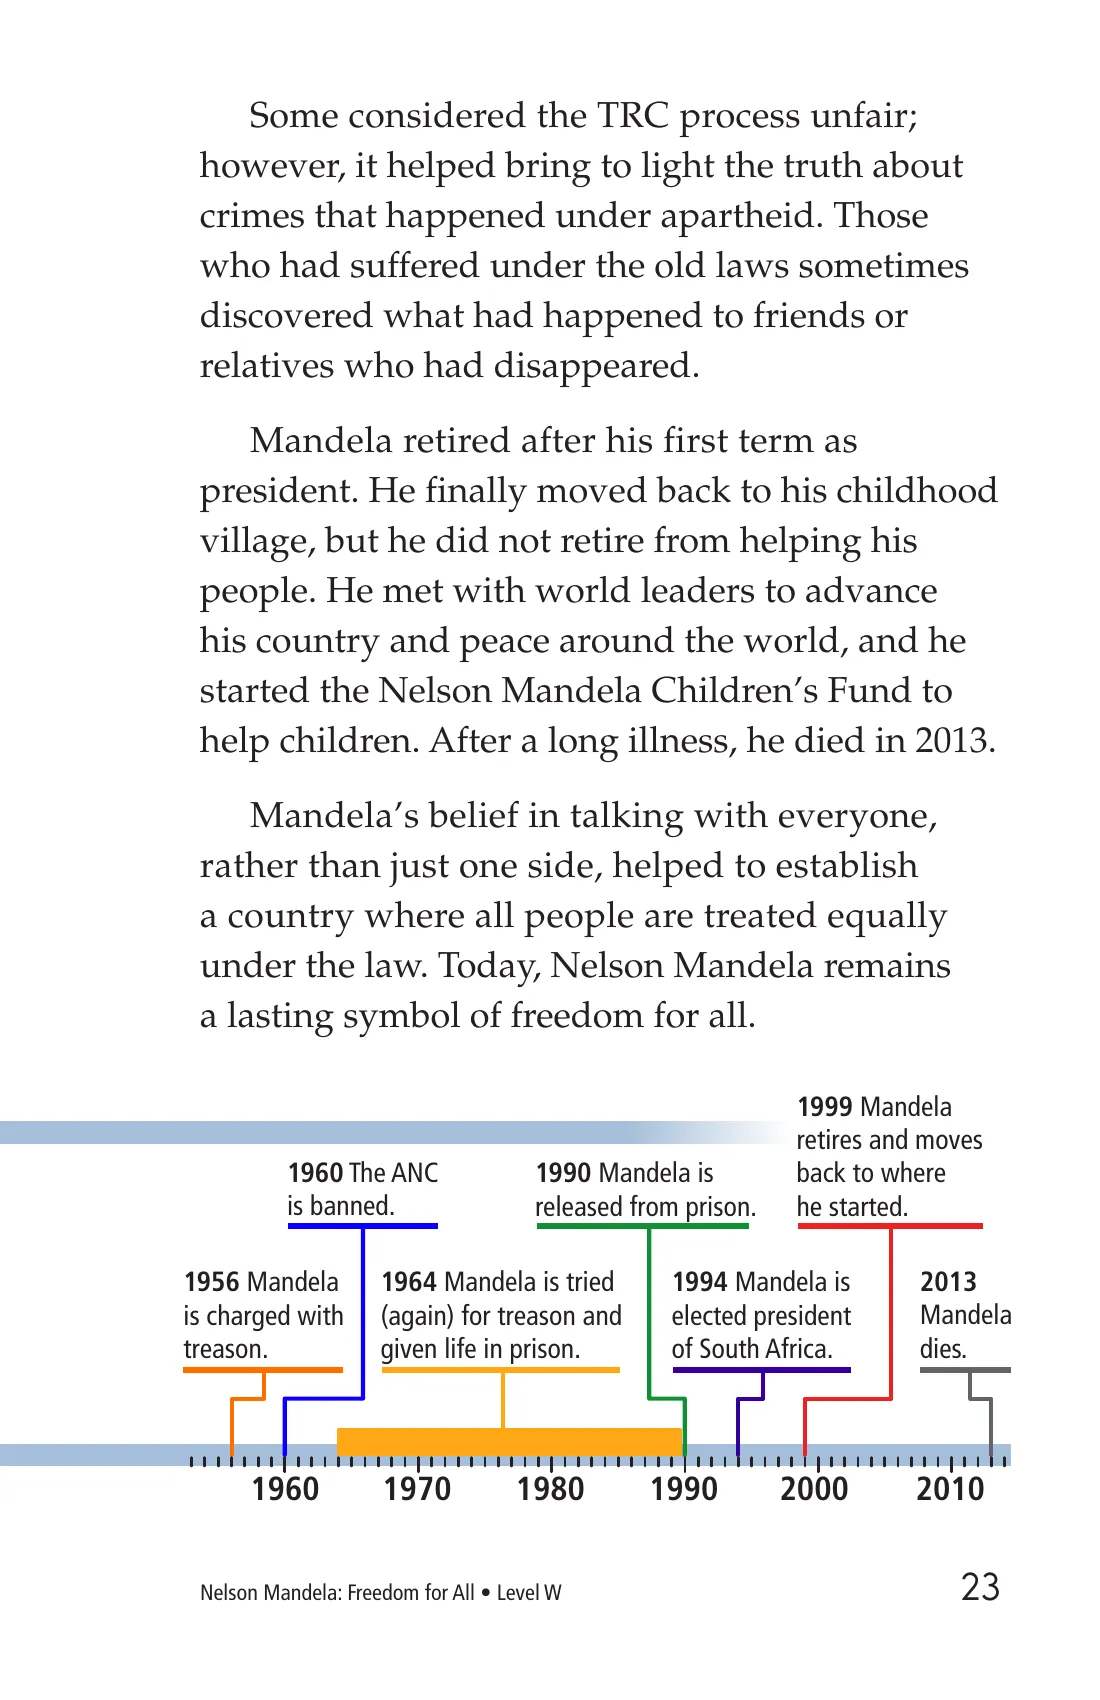 Some considered the TRC process unfair;
however, it helped bring to light the truth about
crimes that happened under apartheid. Those
who had suffered under the old laws sometimes
discovered what had happened to friends or
relatives who had disappeared.
Mandela retired after his first term as
president. He finally moved back to his childhood
village, but he did not retire from helping his
people. He met with world leaders to advance
his country and peace around the world, and he
started the Nelson Mandela Children’s Fund to
help children. After a long illness, he died in 2013.
Mandela’s belief in talking with everyone,
rather than just one side, helped to establish
a country where all people are treated equally
under the law. Today, Nelson Mandela remains
a lasting symbol of freedom for all.
1956 Mandela
is charged with
treason.
1960 The ANC
is banned.
1964 Mandela is tried
(again) for treason and
given life in prison.
1990 Mandela is
released from prison.
1994 Mandela is
elected president
of South Africa.
1999 Mandela
retires and moves
back to where
he started.
2013
Mandela
dies.
1960 1970 1980 1990 2000 2010
Nelson Mandela: Freedom for All • Level W
23